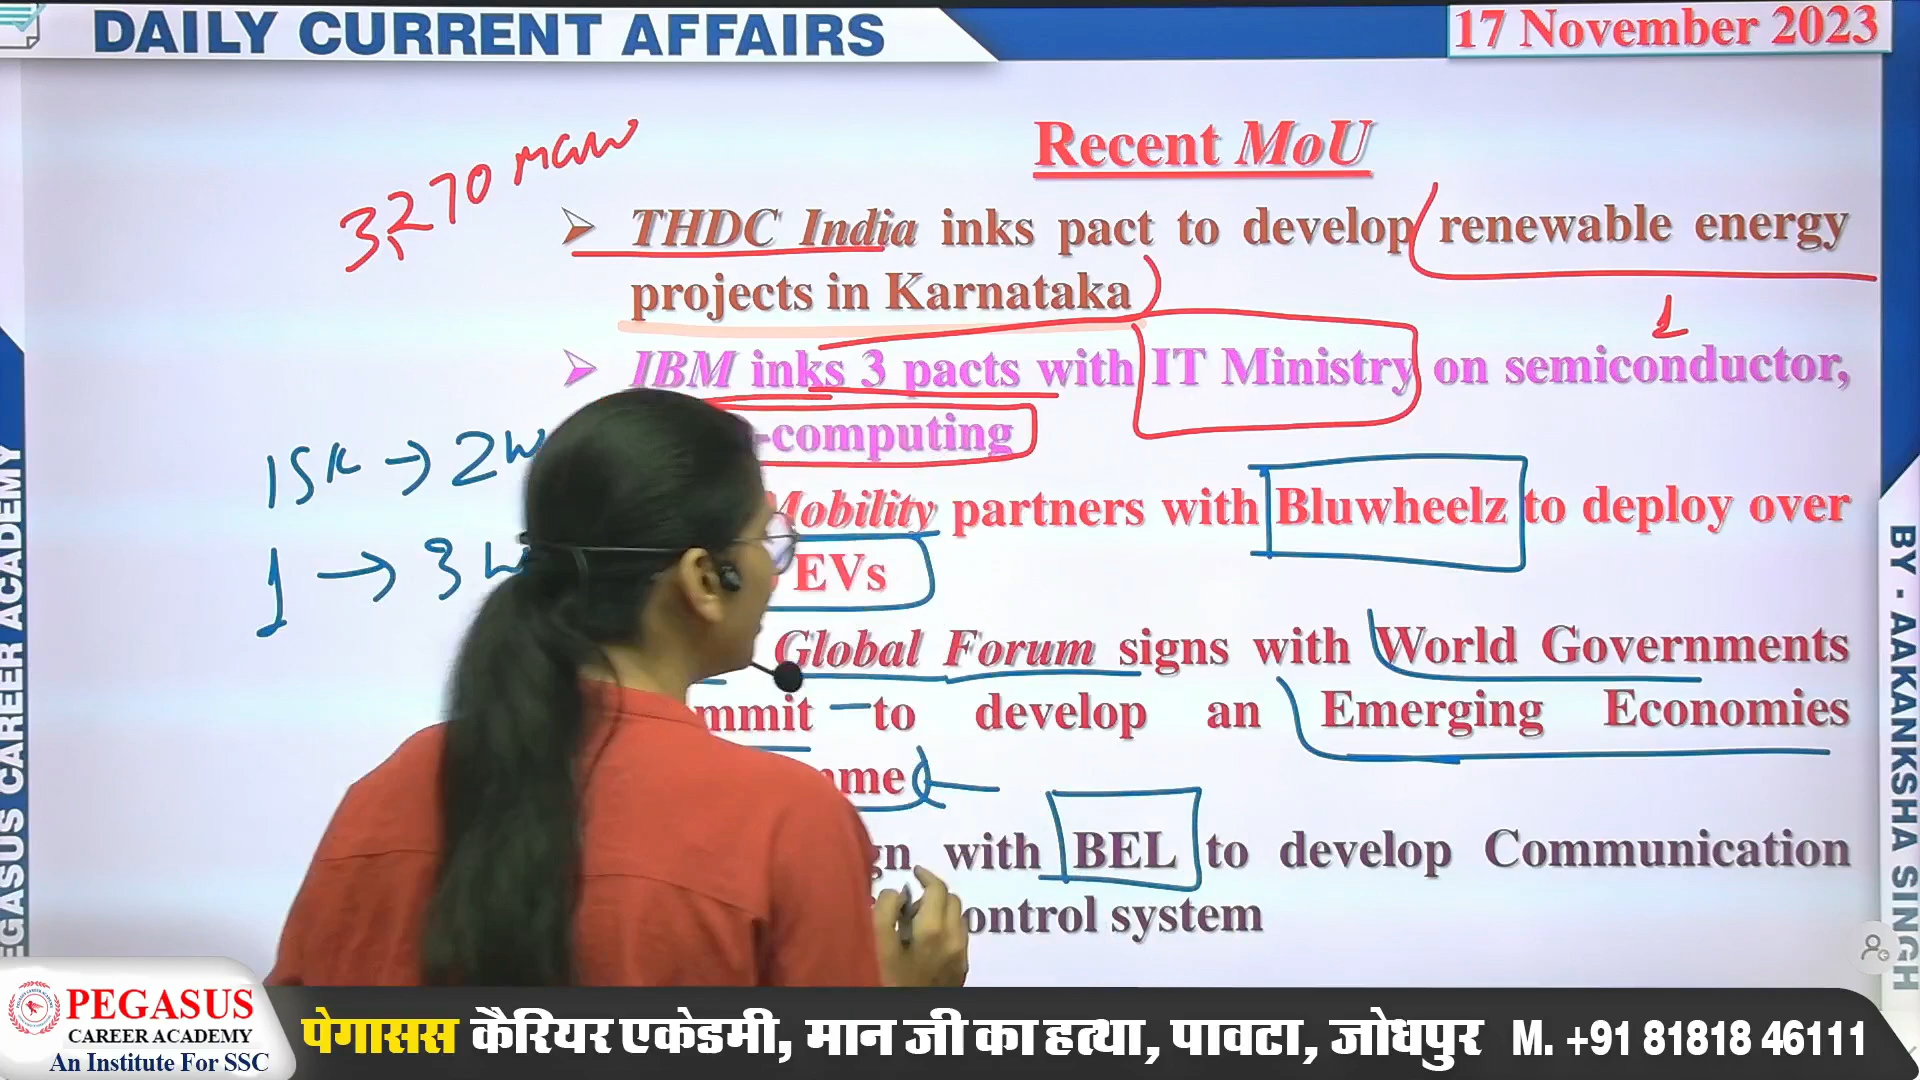 DAILY CURRENT AFFAIRS
17 November 2023
Recent MoU
3270 MGW
THDC India inks pact to develop renewable energy
projects in Karnataka
1
IBM inks 3 pacts with IT Ministry on semiconductor,
-computing
15K → 2W
Mobility partners with Bluwheelz to deploy over
1 → 3W
EVs
Global Forum signs with World Governments
mmit to develop an Emerging Economies
me
gn with BEL to develop Communication
ontrol system
PEGASUS CAREER ACADEMY
BY - AAKANKSHA SINGH
PEGASUS
CAREER ACADEMY
An Institute For SSC
पेगासस कैरियर एकेडमी, मान जी का हत्था, पावटा, जोधपुर M. +91 81818 46111